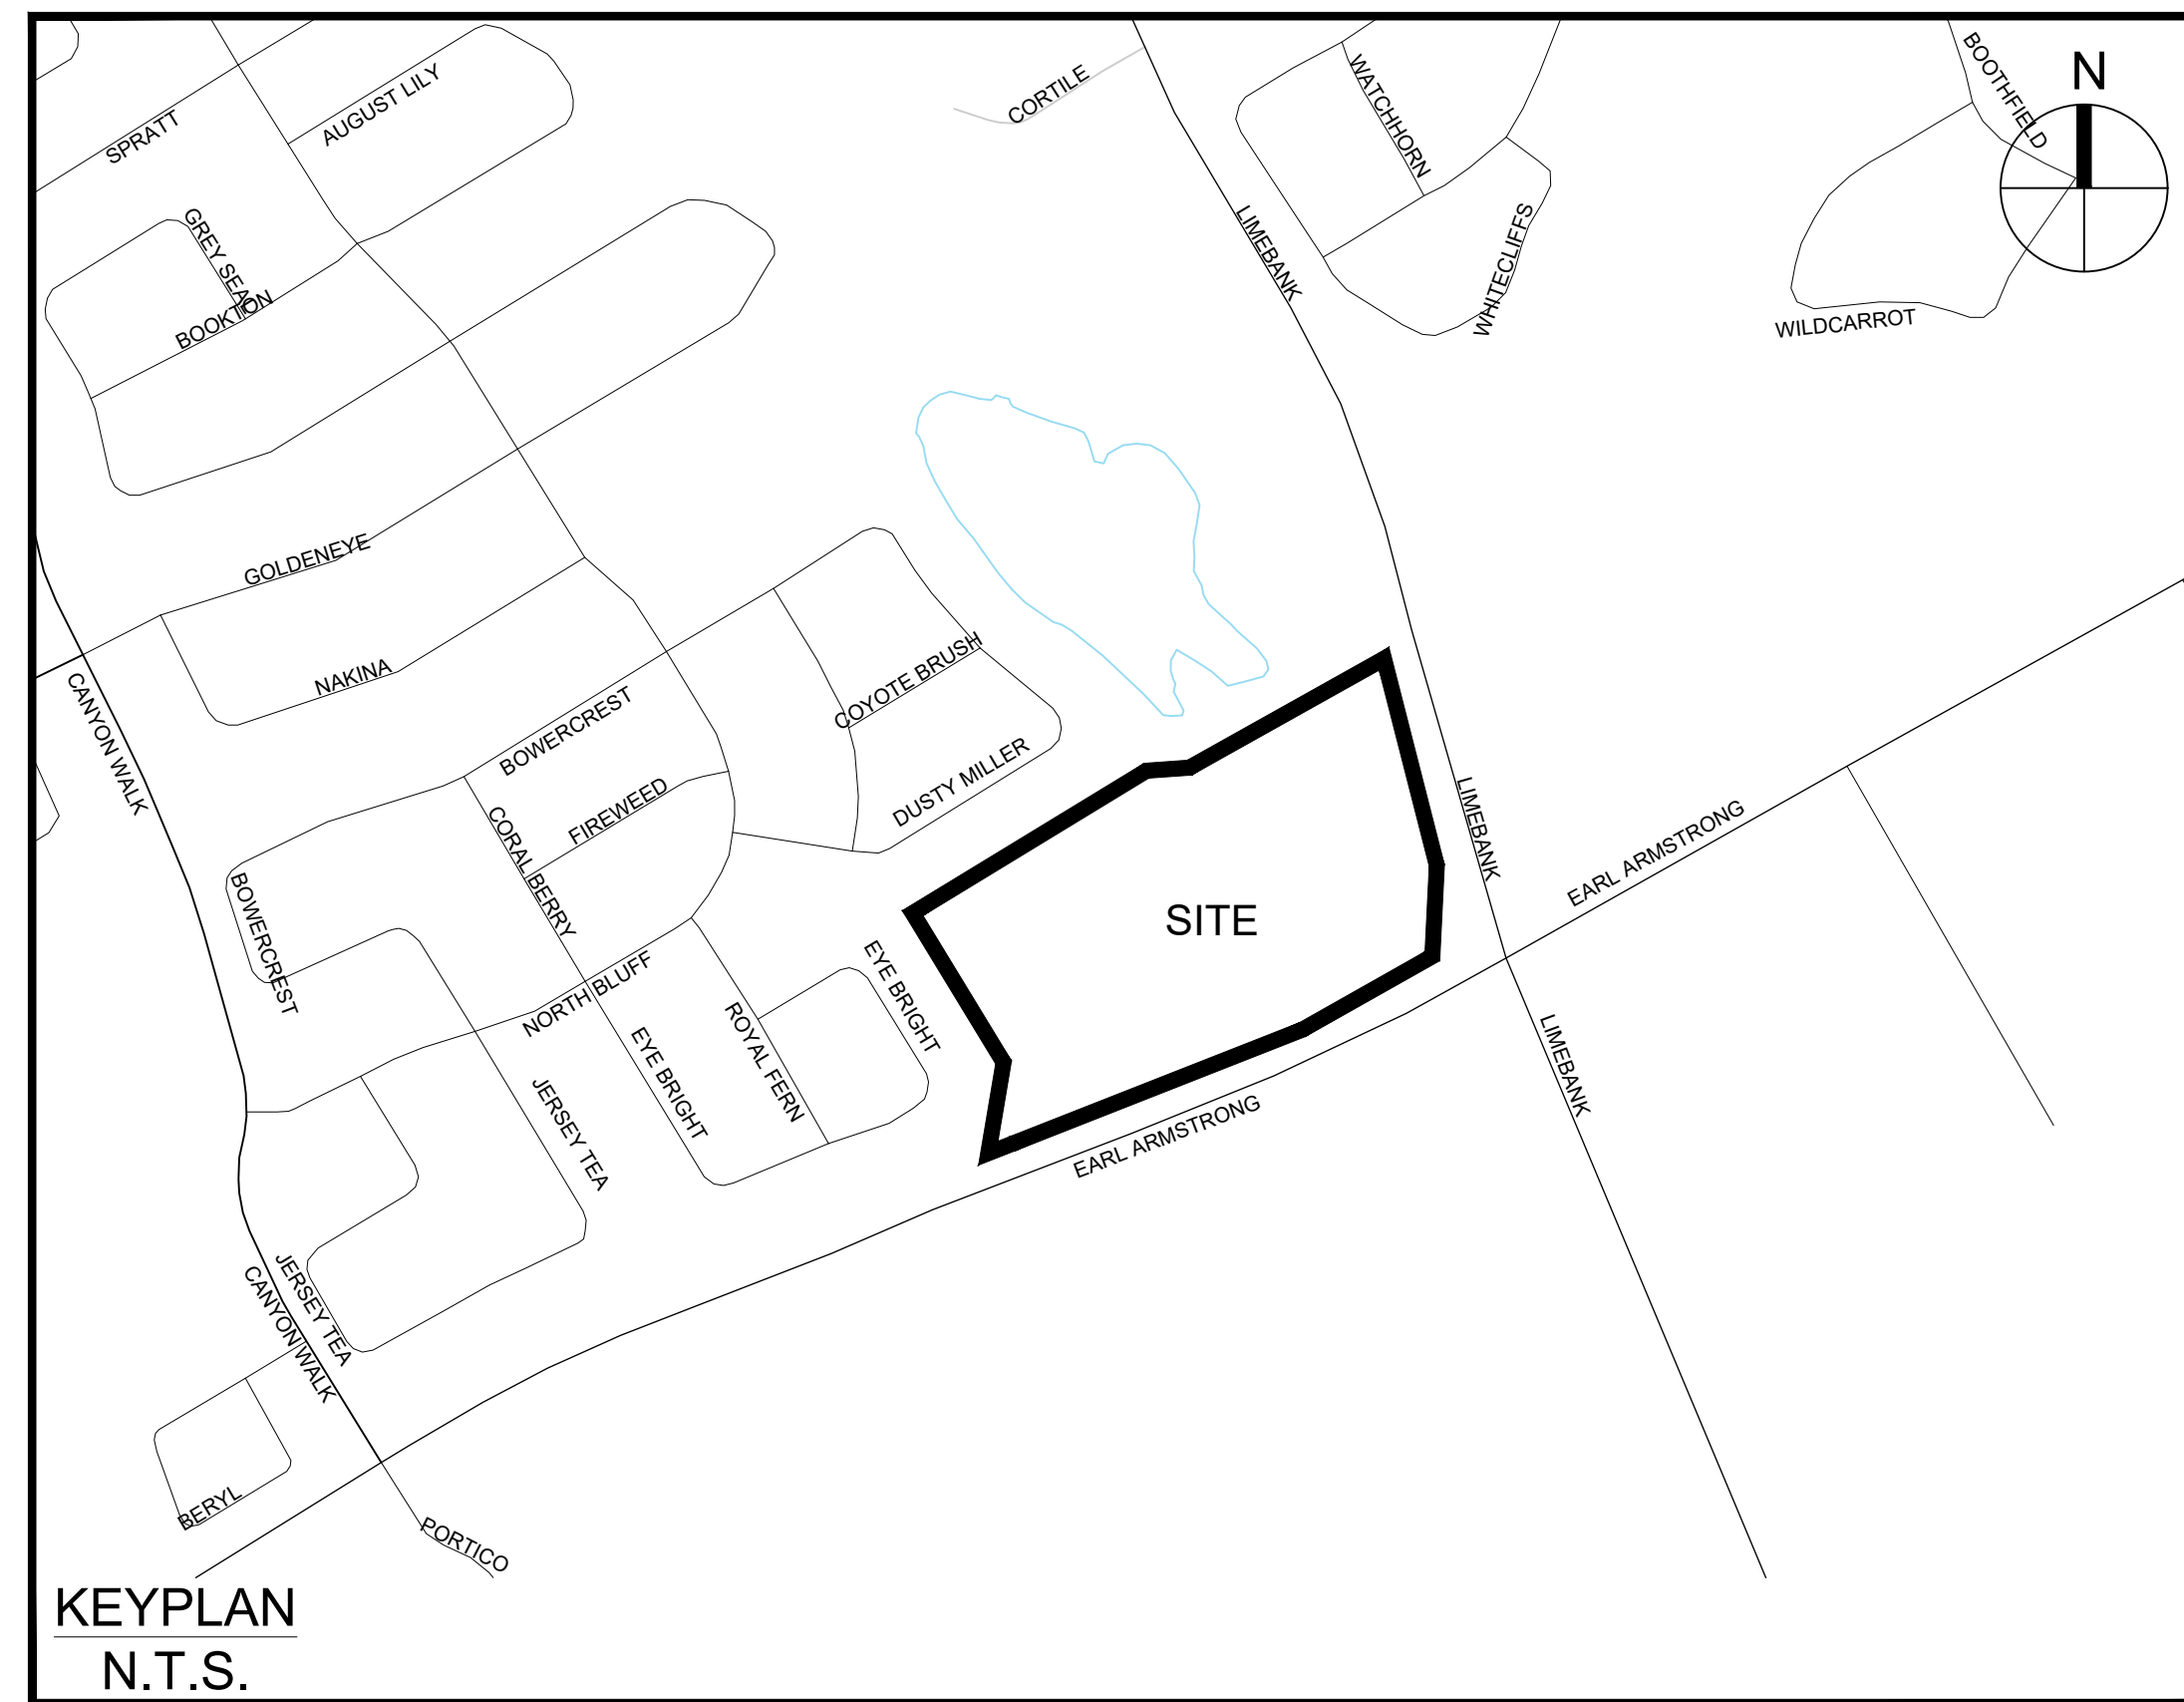 BOOTHFIELD
N
WATCHHORN
CORTILE
AUGUST LILY
SPRATT
LIMEBANK
WHITECLIFFS
GREY SEAL
BOOKTON
WILDCARROT
GOLDENEYE
NAKINA
COYOTE BRUSH
CANYON WALK
BOWERCREST
DUSTY MILLER
FIREWEED
LIMEBANK
EARL ARMSTRONG
CORAL BERRY
BOWERCREST
SITE
EYE BRIGHT
NORTH BLUFF
ROYAL FERN
EYE BRIGHT
LIMEBANK
JERSEY TEA
EARL ARMSTRONG
JERSEY TEA
CANYON WALK
BERYL
PORTICO
KEYPLAN
N.T.S.